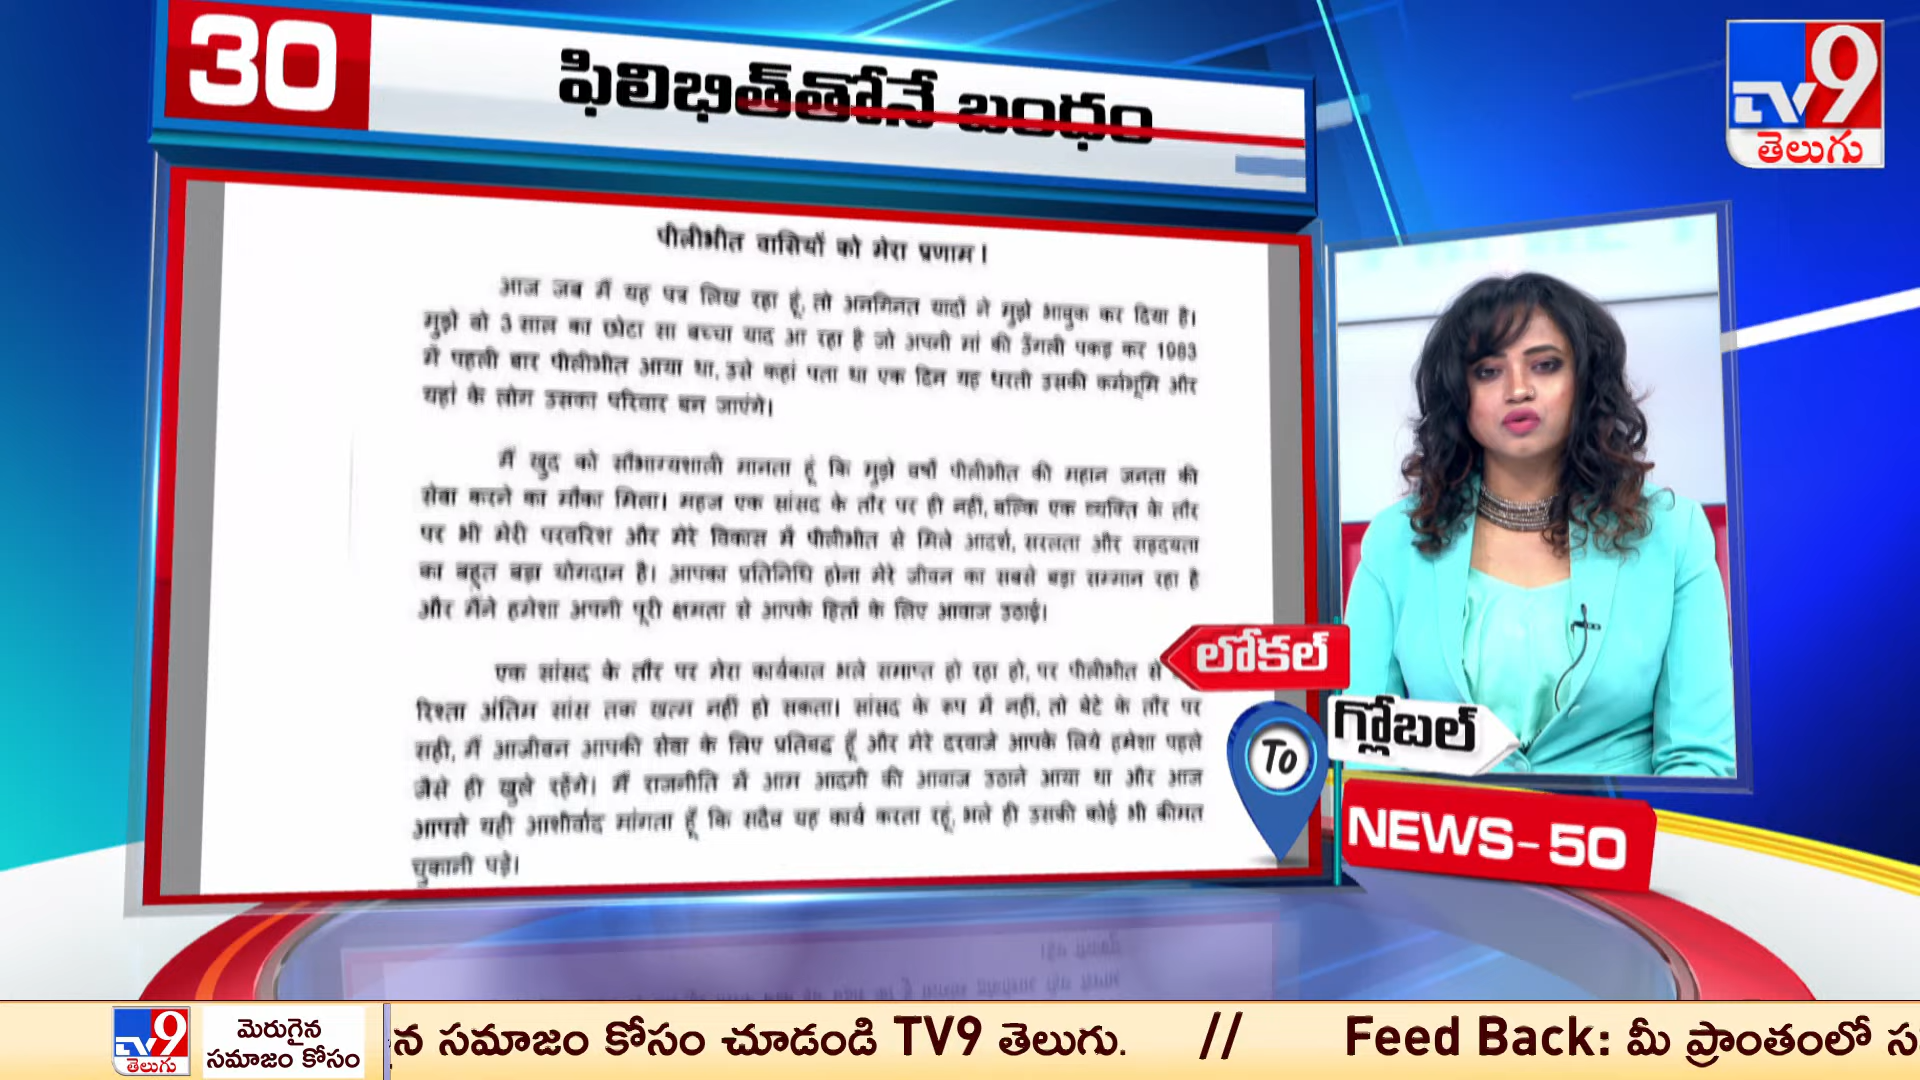 30
ఫిలిభిత్‌తోనే బంధం
TV9
తెలుగు
पीलीभीत वासियों को मेरा प्रणाम !
आज जब मैं यह पत्र लिख रहा हूं, तो अनगिनत यादों ने मुझे भावुक कर दिया है।
मुझे वो 3 साल का छोटा सा बच्चा याद आ रहा है जो अपनी मां की उँगली पकड़ कर 1983
में पहली बार पीलीभीत आया था, उसे कहां पता था एक दिन यह धरती उसकी कर्मभूमि और
यहां के लोग उसका परिवार बन जाएंगे।
मैं खुद को सौभाग्यशाली मानता हूं कि मुझे वर्षों पीलीभीत की महान जनता की
सेवा करने का मौका मिला। महज एक सांसद के तौर पर ही नहीं, बल्कि एक व्यक्ति के तौर
पर भी मेरी परवरिश और मेरे विकास में पीलीभीत से मिले आदर्श, सरलता और सहृदयता
का बहुत बड़ा योगदान है। आपका प्रतिनिधि होना मेरे जीवन का सबसे बड़ा सम्मान रहा है
और मैंने हमेशा अपनी पूरी क्षमता से आपके हितों के लिए आवाज उठाई।
एक सांसद के तौर पर मेरा कार्यकाल भले समाप्त हो रहा हो, पर पीलीभीत से
रिश्ता अंतिम सांस तक खत्म नहीं हो सकता। सांसद के रूप में नहीं, तो बेटे के तौर पर
सही, मैं आजीवन आपकी सेवा के लिए प्रतिबद्ध हूँ और मेरे दरवाजे आपके लिये हमेशा पहले
जैसे ही खुले रहेंगे। मैं राजनीति में आम आदमी की आवाज उठाने आया था और आज
आपसे यही आशीर्वाद मांगता हूँ कि सदैव यह कार्य करता रहूं, भले ही उसकी कोई भी कीमत
चुकानी पड़े।
లోకల్
To
గ్లోబల్
NEWS-50
TV9
తెలుగు
మెరుగైన
సమాజం కోసం
న సమాజం కోసం చూడండి TV9 తెలుగు. // Feed Back: మీ ప్రాంతంలో స